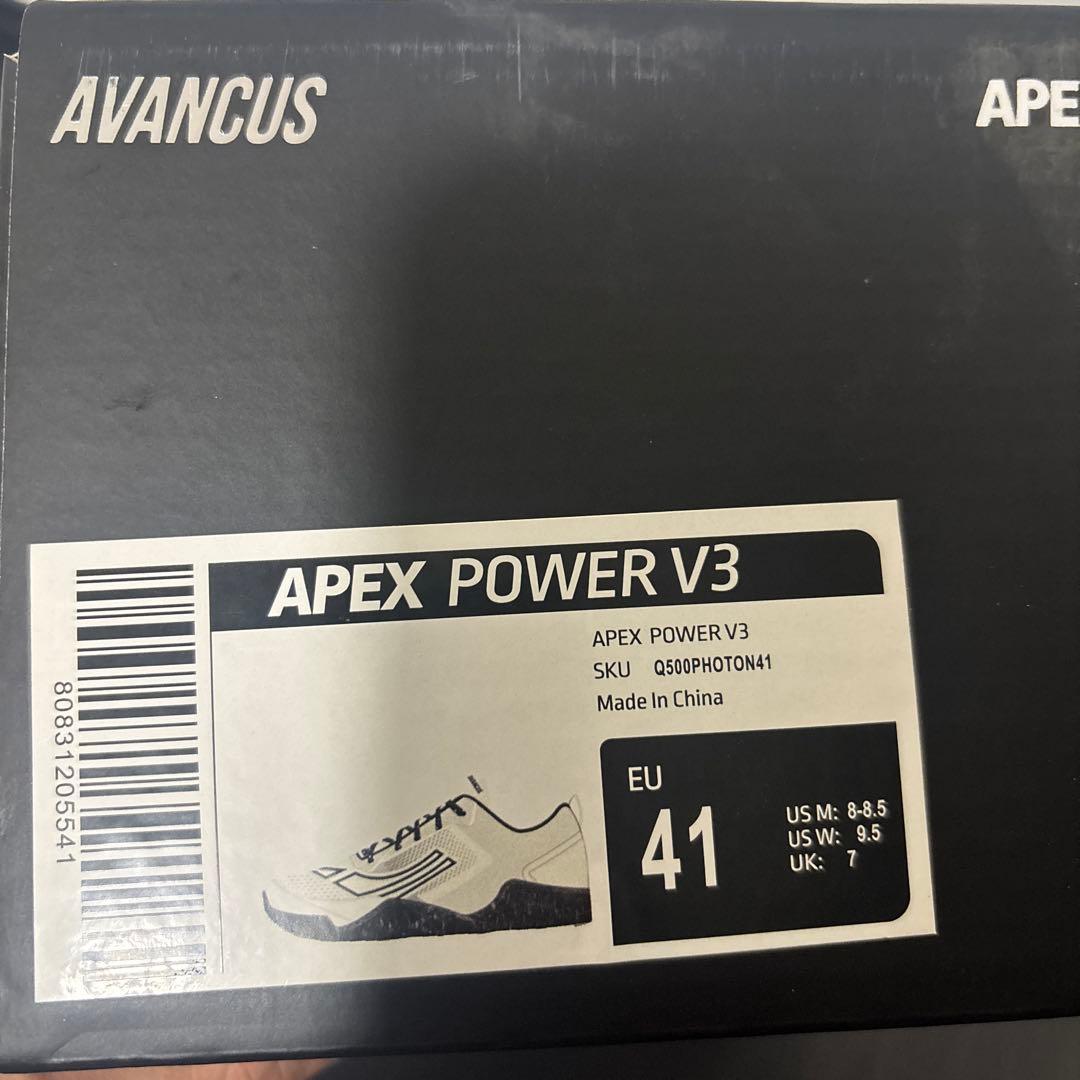 AVANCUS
APE
APEX POWER V3
APEX POWER V3
SKU Q500PHOTON41
Made In China
80831205541
EU
41
US M: 8-8.5
US W: 9.5
UK: 7